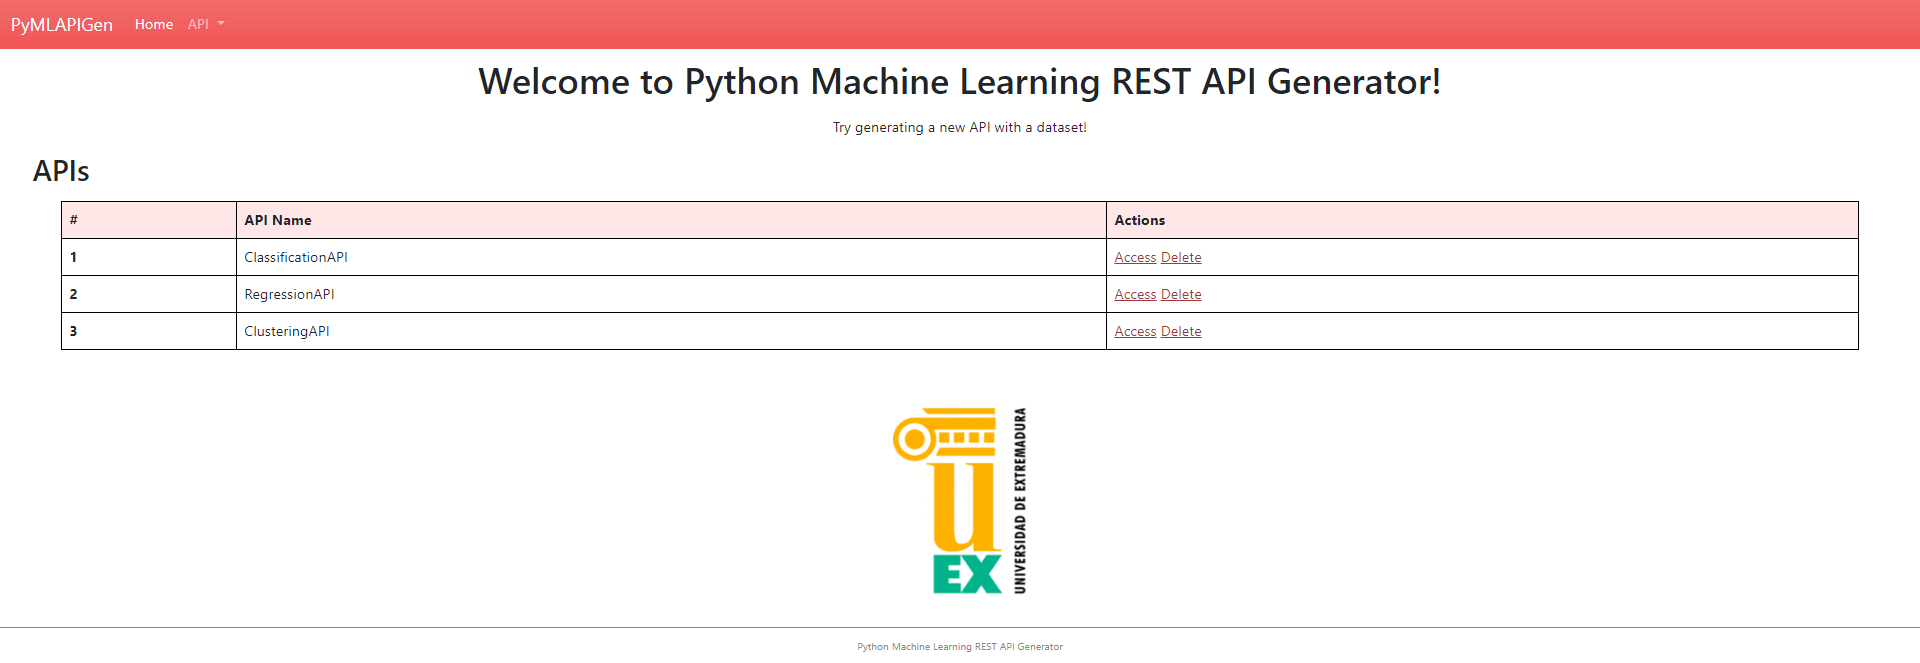 PyMLAPIGen Home API
Welcome to Python Machine Learning REST API Generator!
Try generating a new API with a dataset!
APIs
# API Name Actions
1 ClassificationAPI Access Delete
2 RegressionAPI Access Delete
3 ClusteringAPI Access Delete
u
EX
UNIVERSIDAD DE EXTREMADURA
Python Machine Learning REST API Generator